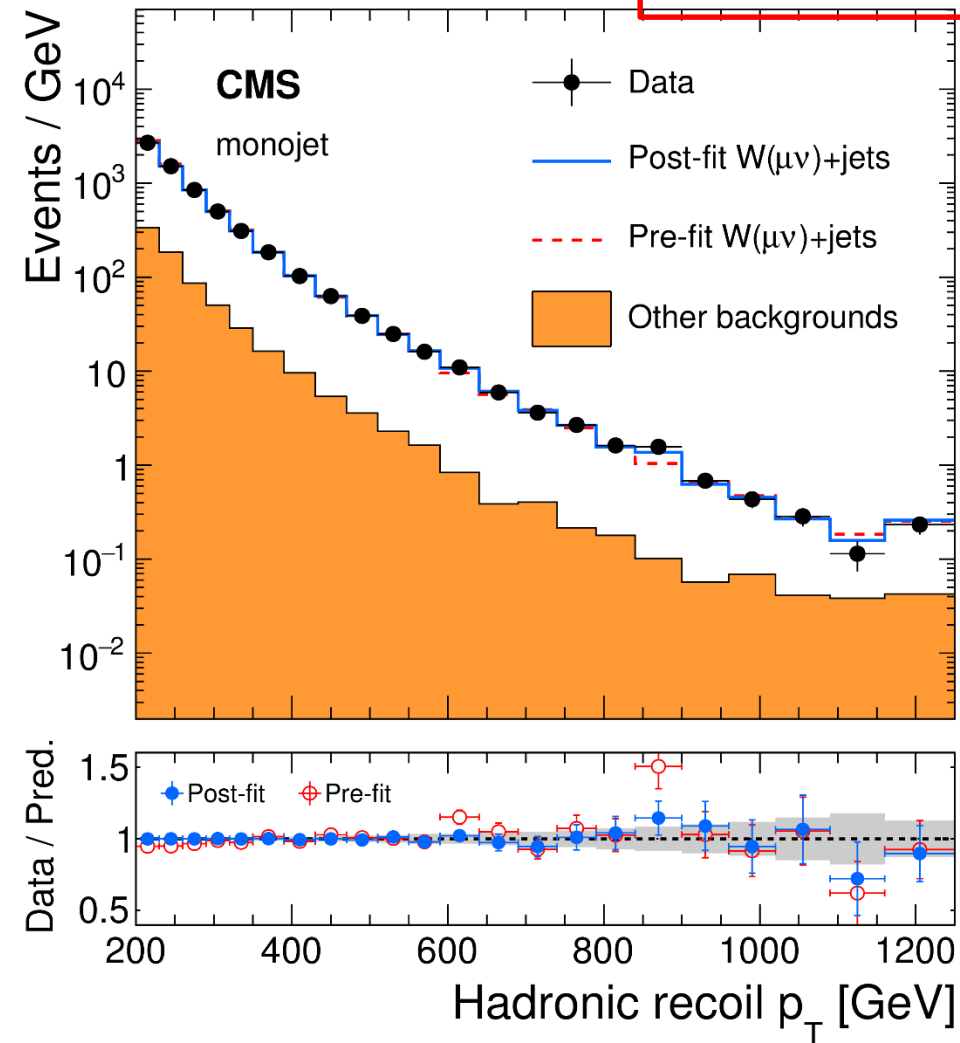 Events / GeV
10⁴
10³
10²
10
1
10⁻¹
10⁻²
CMS
monojet
Data
Post-fit W(μν)+jets
Pre-fit W(μν)+jets
Other backgrounds
Data / Pred.
1.5
1
0.5
Post-fit
Pre-fit
200 400 600 800 1000 1200
Hadronic recoil p_T [GeV]